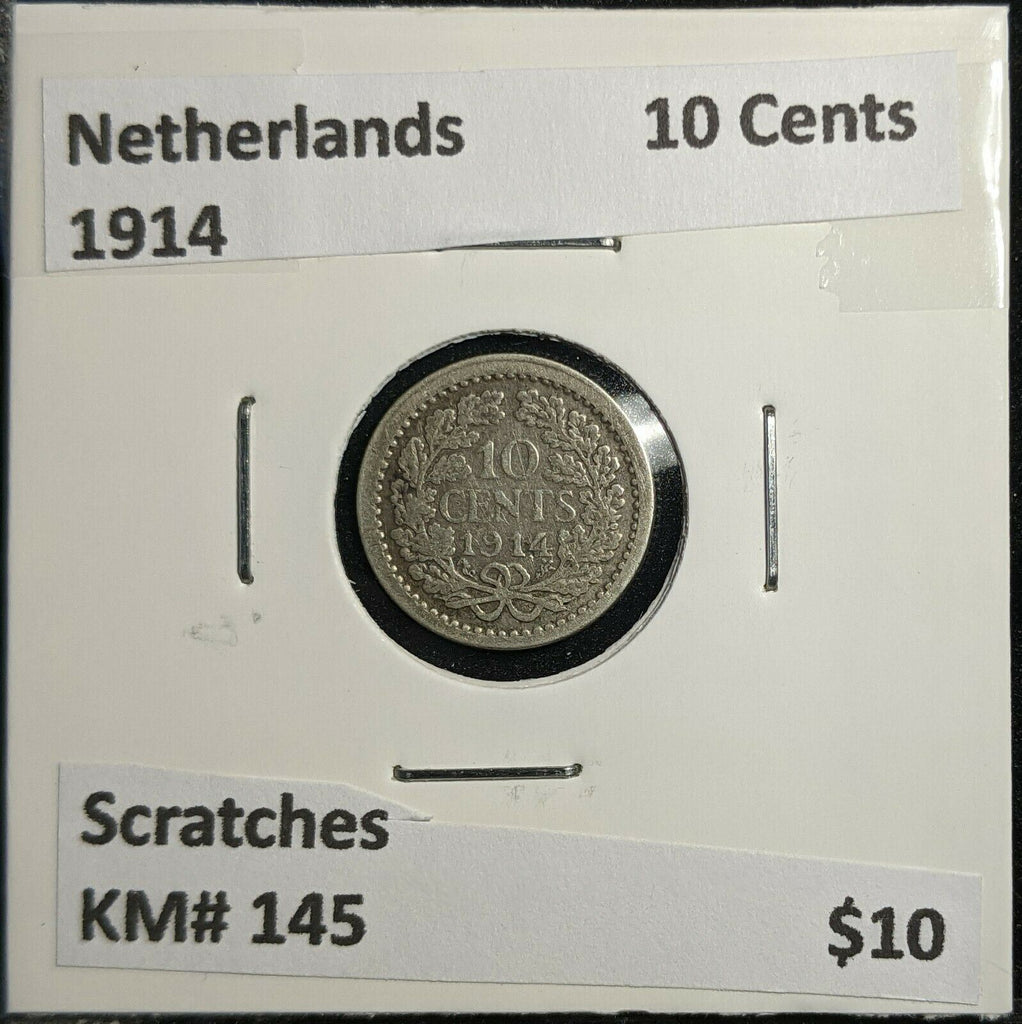 Netherlands 10 Cents
1914
10
CENTS
1914
Scratches
KM# 145 $10